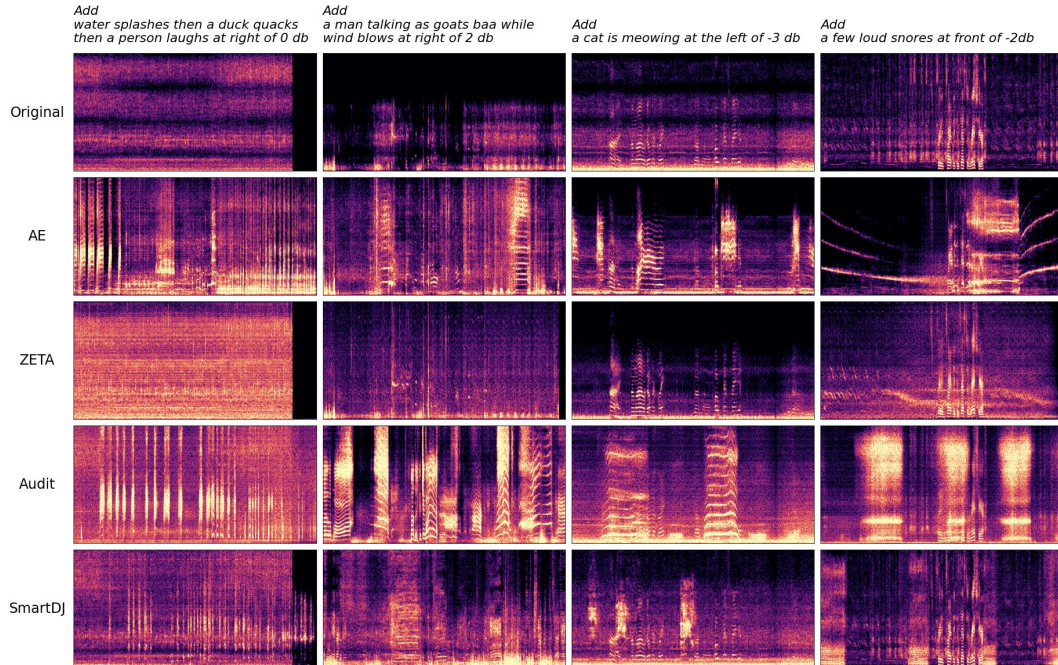 Add
water splashes then a duck quacks
then a person laughs at right of 0 db
Add
a man talking as goats baa while
wind blows at right of 2 db
Add
a cat is meowing at the left of -3 db
Add
a few loud snores at front of -2db
Original
AE
ZETA
Audit
SmartDJ